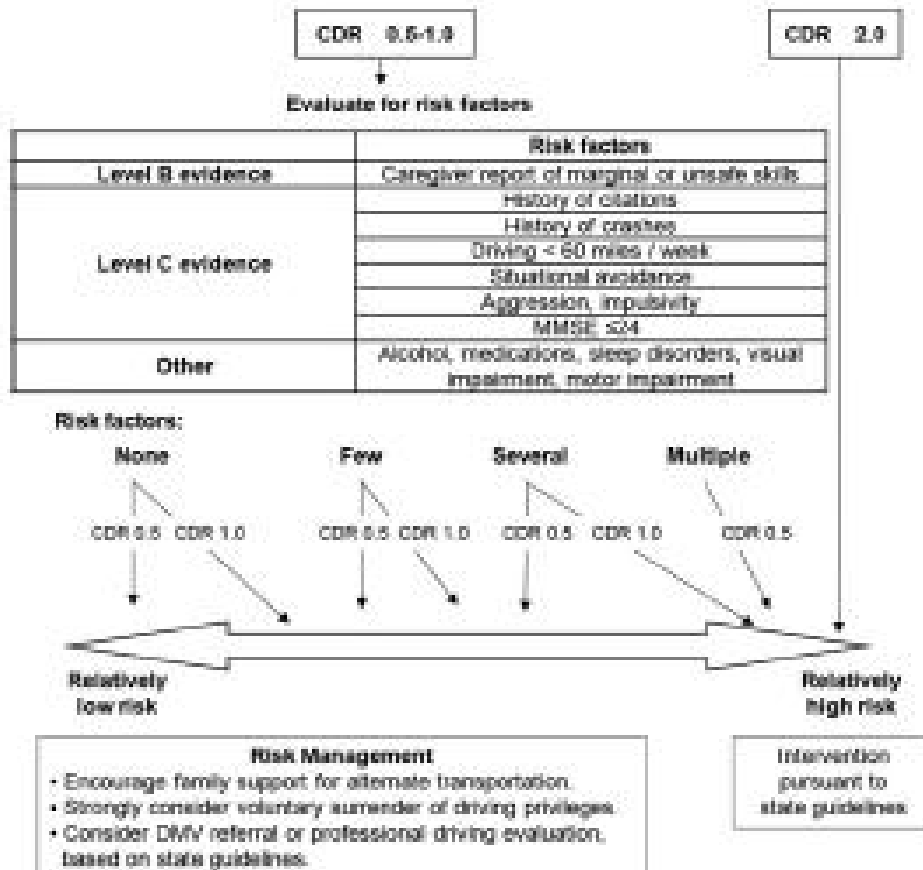 CDR 0.5-1.0
CDR 2.0
Evaluate for risk factors
Risk factors
Level B evidence
Caregiver report of marginal or unsafe skills
Level C evidence
History of citations
History of crashes
Driving < 60 miles / week
Situational avoidance
Aggression, impulsivity
MMSE ≤24
Other
Alcohol, medications, sleep disorders, visual
impairment, motor impairment
Risk factors:
None Few Several Multiple
CDR 0.5 CDR 1.0 CDR 0.5 CDR 1.0 CDR 0.5 CDR 1.0 CDR 0.5
Relatively
low risk
Relatively
high risk
Risk Management
• Encourage family support for alternate transportation.
• Strongly consider voluntary surrender of driving privileges.
• Consider DMV referral or professional driving evaluation,
based on state guidelines.
Intervention
pursuant to
state guidelines